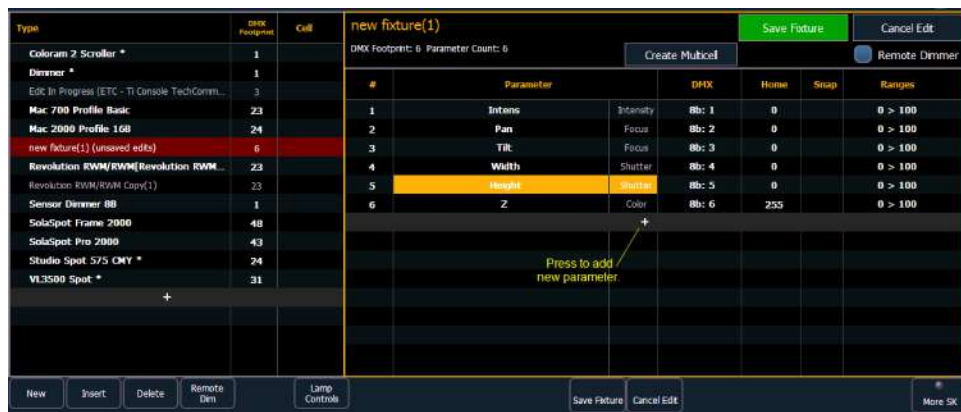 Type DMX Footprint Cell
Coloram 2 Scroller * 1
Dimmer * 1
Edit In Progress (ETC - Ti Console TechComm... 3
Mac 700 Profile Basic 23
Mac 2000 Profile 16B 24
new fixture(1) (unsaved edits) 6
Revolution RWM/RWM[Revolution RWM... 23
Revolution RWM/RWM Copy(1) 23
Sensor Dimmer 8B 1
SolaSpot Frame 2000 48
SolaSpot Pro 2000 43
Studio Spot 575 CMY * 24
VL3500 Spot * 31
+
new fixture(1) Save Fixture Cancel Edit
DMX Footprint: 6 Parameter Count: 6 Create Multicell Remote Dimmer
# Parameter DMX Home Snap Ranges
1 Intens Intensity 8b: 1 0 0 > 100
2 Pan Focus 8b: 2 0 0 > 100
3 Tilt Focus 8b: 3 0 0 > 100
4 Width Shutter 8b: 4 0 0 > 100
5 Height Shutter 8b: 5 0 0 > 100
6 Z Color 8b: 6 255 0 > 100
+
Press to add
new parameter.
New Insert Delete Remote Dim Lamp Controls Save Fixture Cancel Edit More SK